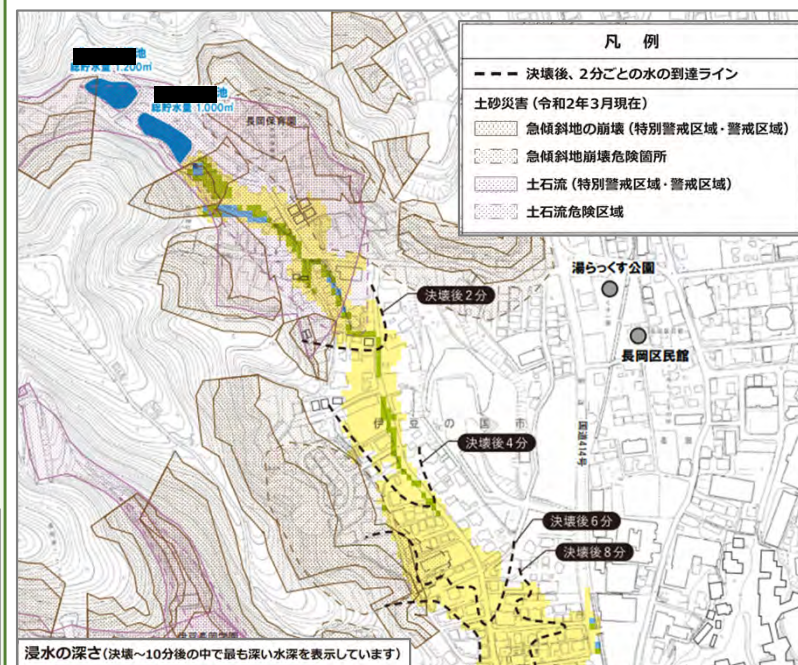 凡 例
決壊後、2分ごとの水の到達ライン
土砂災害（令和2年3月現在）
急傾斜地の崩壊（特別警戒区域・警戒区域）
急傾斜地崩壊危険箇所
土石流（特別警戒区域・警戒区域）
土石流危険区域
池
総貯水量 1.200㎥
池
総貯水量 1.000㎥
長岡保育園
湯らっくす公園
決壊後2分
長岡区民館
伊豆の国市
国道414号
決壊後4分
決壊後6分
決壊後8分
浸水の深さ（決壊～10分後の中で最も深い水深を表示しています）